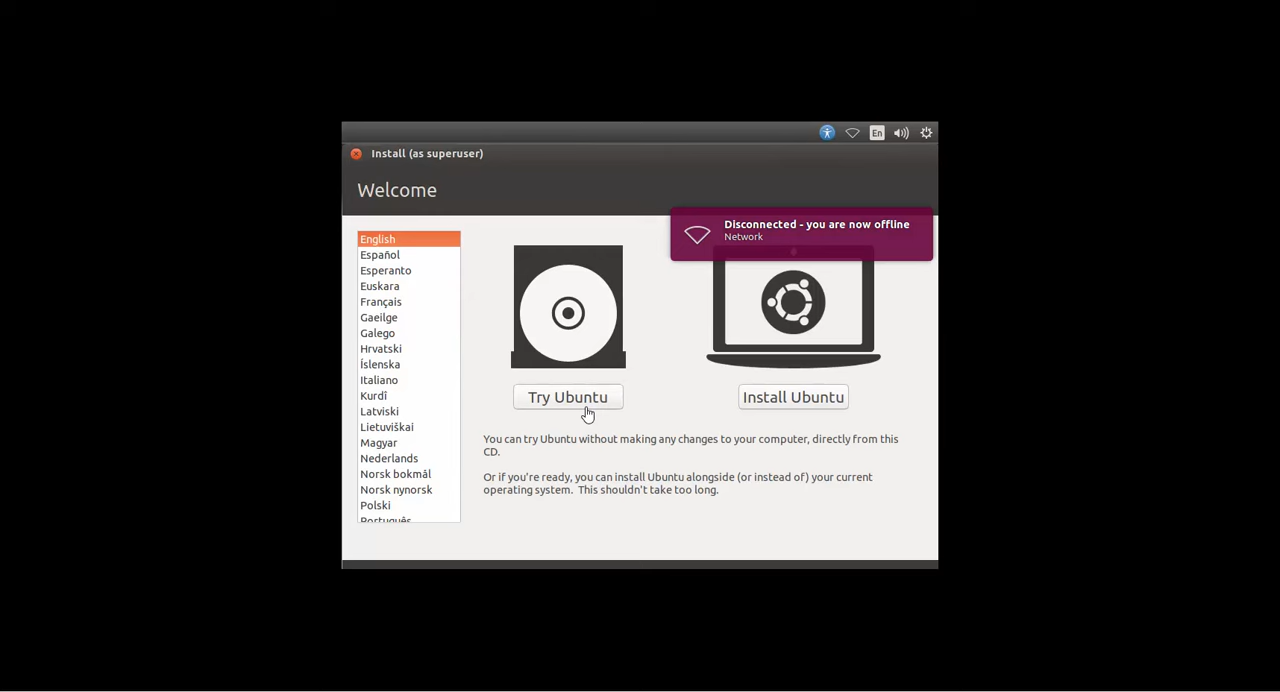 En
Install (as superuser)
Welcome
Disconnected - you are now offline
Network
English
Español
Esperanto
Euskara
Français
Gaeilge
Galego
Hrvatski
Íslenska
Italiano
Kurdî
Latviski
Lietuviškai
Magyar
Nederlands
Norsk bokmål
Norsk nynorsk
Polski
Português
Try Ubuntu
Install Ubuntu
You can try Ubuntu without making any changes to your computer, directly from this
CD.
Or if you're ready, you can install Ubuntu alongside (or instead of) your current
operating system.  This shouldn't take too long.